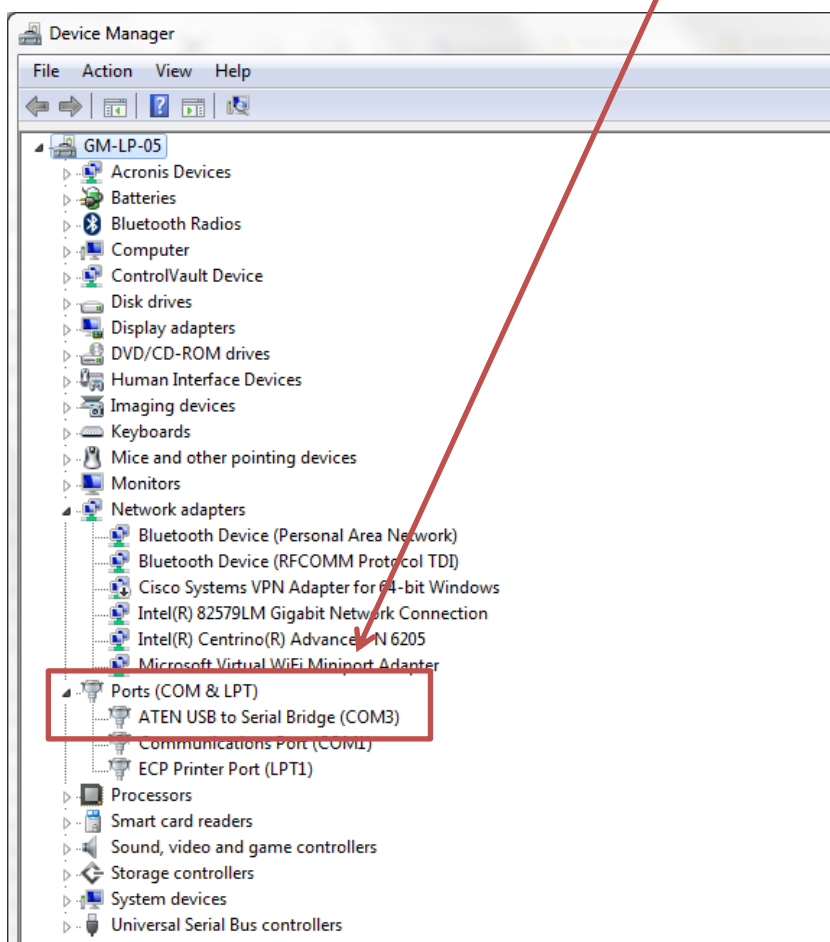 Device Manager
File Action View Help
GM-LP-05
Acronis Devices
Batteries
Bluetooth Radios
Computer
ControlVault Device
Disk drives
Display adapters
DVD/CD-ROM drives
Human Interface Devices
Imaging devices
Keyboards
Mice and other pointing devices
Monitors
Network adapters
Bluetooth Device (Personal Area Network)
Bluetooth Device (RFCOMM Protocol TDI)
Cisco Systems VPN Adapter for 64-bit Windows
Intel(R) 82579LM Gigabit Network Connection
Intel(R) Centrino(R) Advanced-N 6205
Microsoft Virtual WiFi Miniport Adapter
Ports (COM & LPT)
ATEN USB to Serial Bridge (COM3)
Communications Port (COM1)
ECP Printer Port (LPT1)
Processors
Smart card readers
Sound, video and game controllers
Storage controllers
System devices
Universal Serial Bus controllers